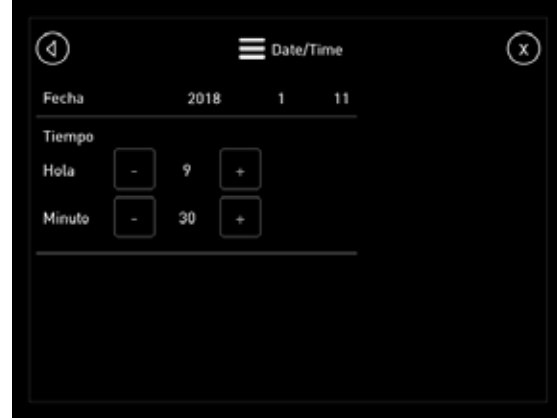 Date/Time
x
Fecha 2018 1 11
Tiempo
Hola - 9 +
Minuto - 30 +